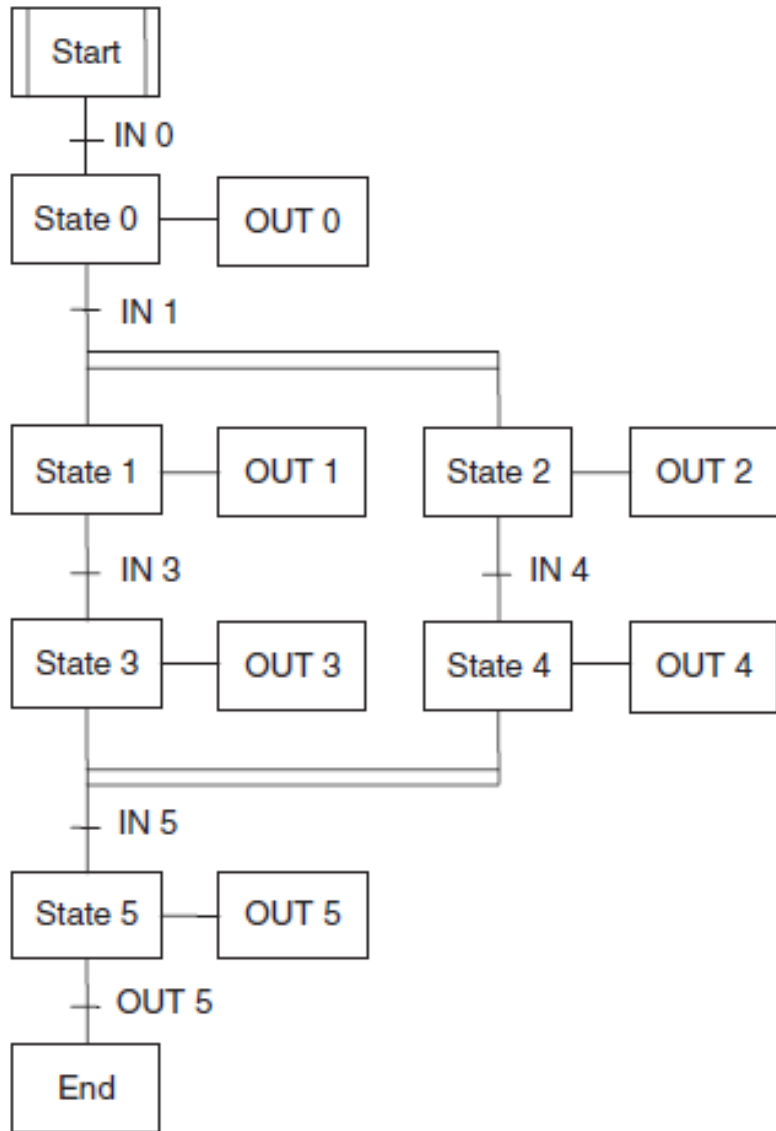 Start
IN 0
State 0
OUT 0
IN 1
State 1
OUT 1
State 2
OUT 2
IN 3
IN 4
State 3
OUT 3
State 4
OUT 4
IN 5
State 5
OUT 5
OUT 5
End